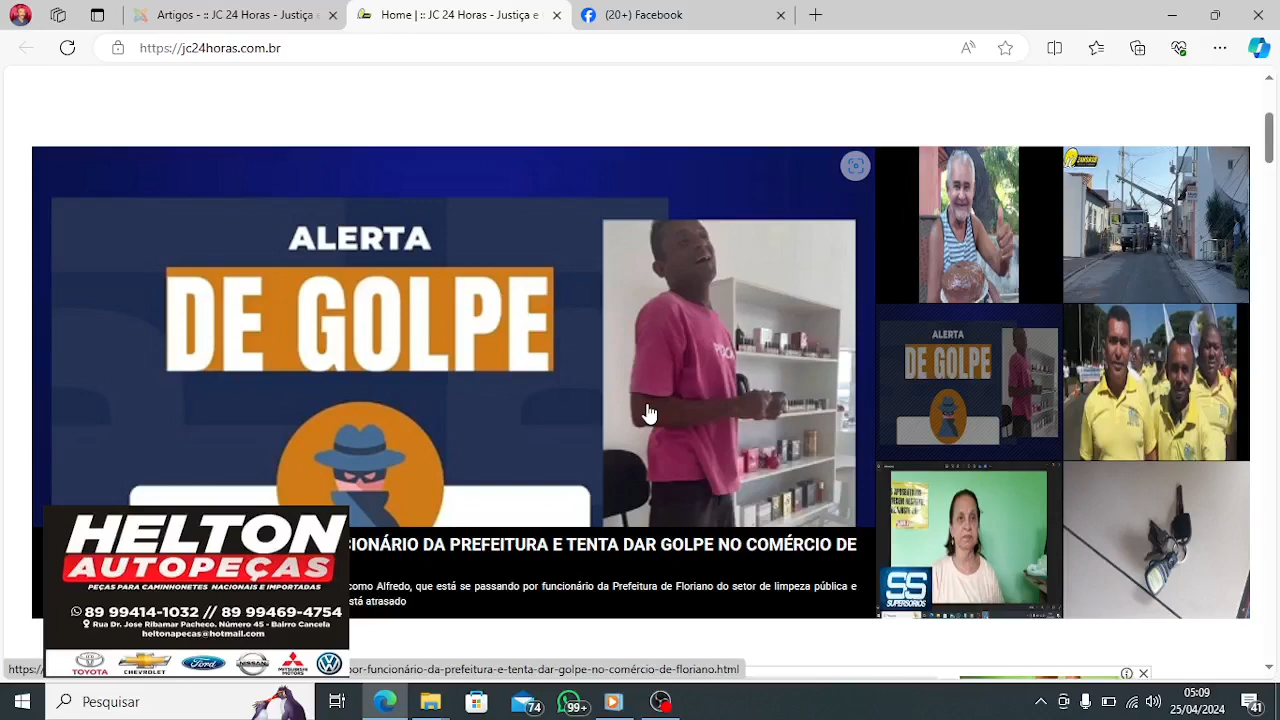 Artigos - JC 24 Horas - Justiça e
Home | :: JC 24 Horas - Justiça e
(20+) Facebook
https://jc24horas.com.br
ALERTA
DE GOLPE
ALERTA
DE GOLPE
SS
SUPERSÓRIOS
CIONÁRIO DA PREFEITURA E TENTA DAR GOLPE NO COMÉRCIO DE
como Alfredo, que está se passando por funcionário da Prefeitura de Floriano do setor de limpeza pública e
está atrasado
HELTON
AUTOPEÇAS
PEÇAS PARA CAMINHONETES NACIONAIS E IMPORTADAS
89 99414-1032 // 89 99469-4754
Rua Dr. Jose Ribamar Pacheco. Número 45 - Bairro Cancela
heltonapecas@hotmail.com
TOYOTA
CHEVROLET
Ford
NISSAN
MITSUBISHI
MOTORS
https://
por-funcionário-da-prefeitura-e-tenta-dar-golpe-no-comércio-de-floriano.html
Pesquisar
74
99+
05:09
25/04/2024
41